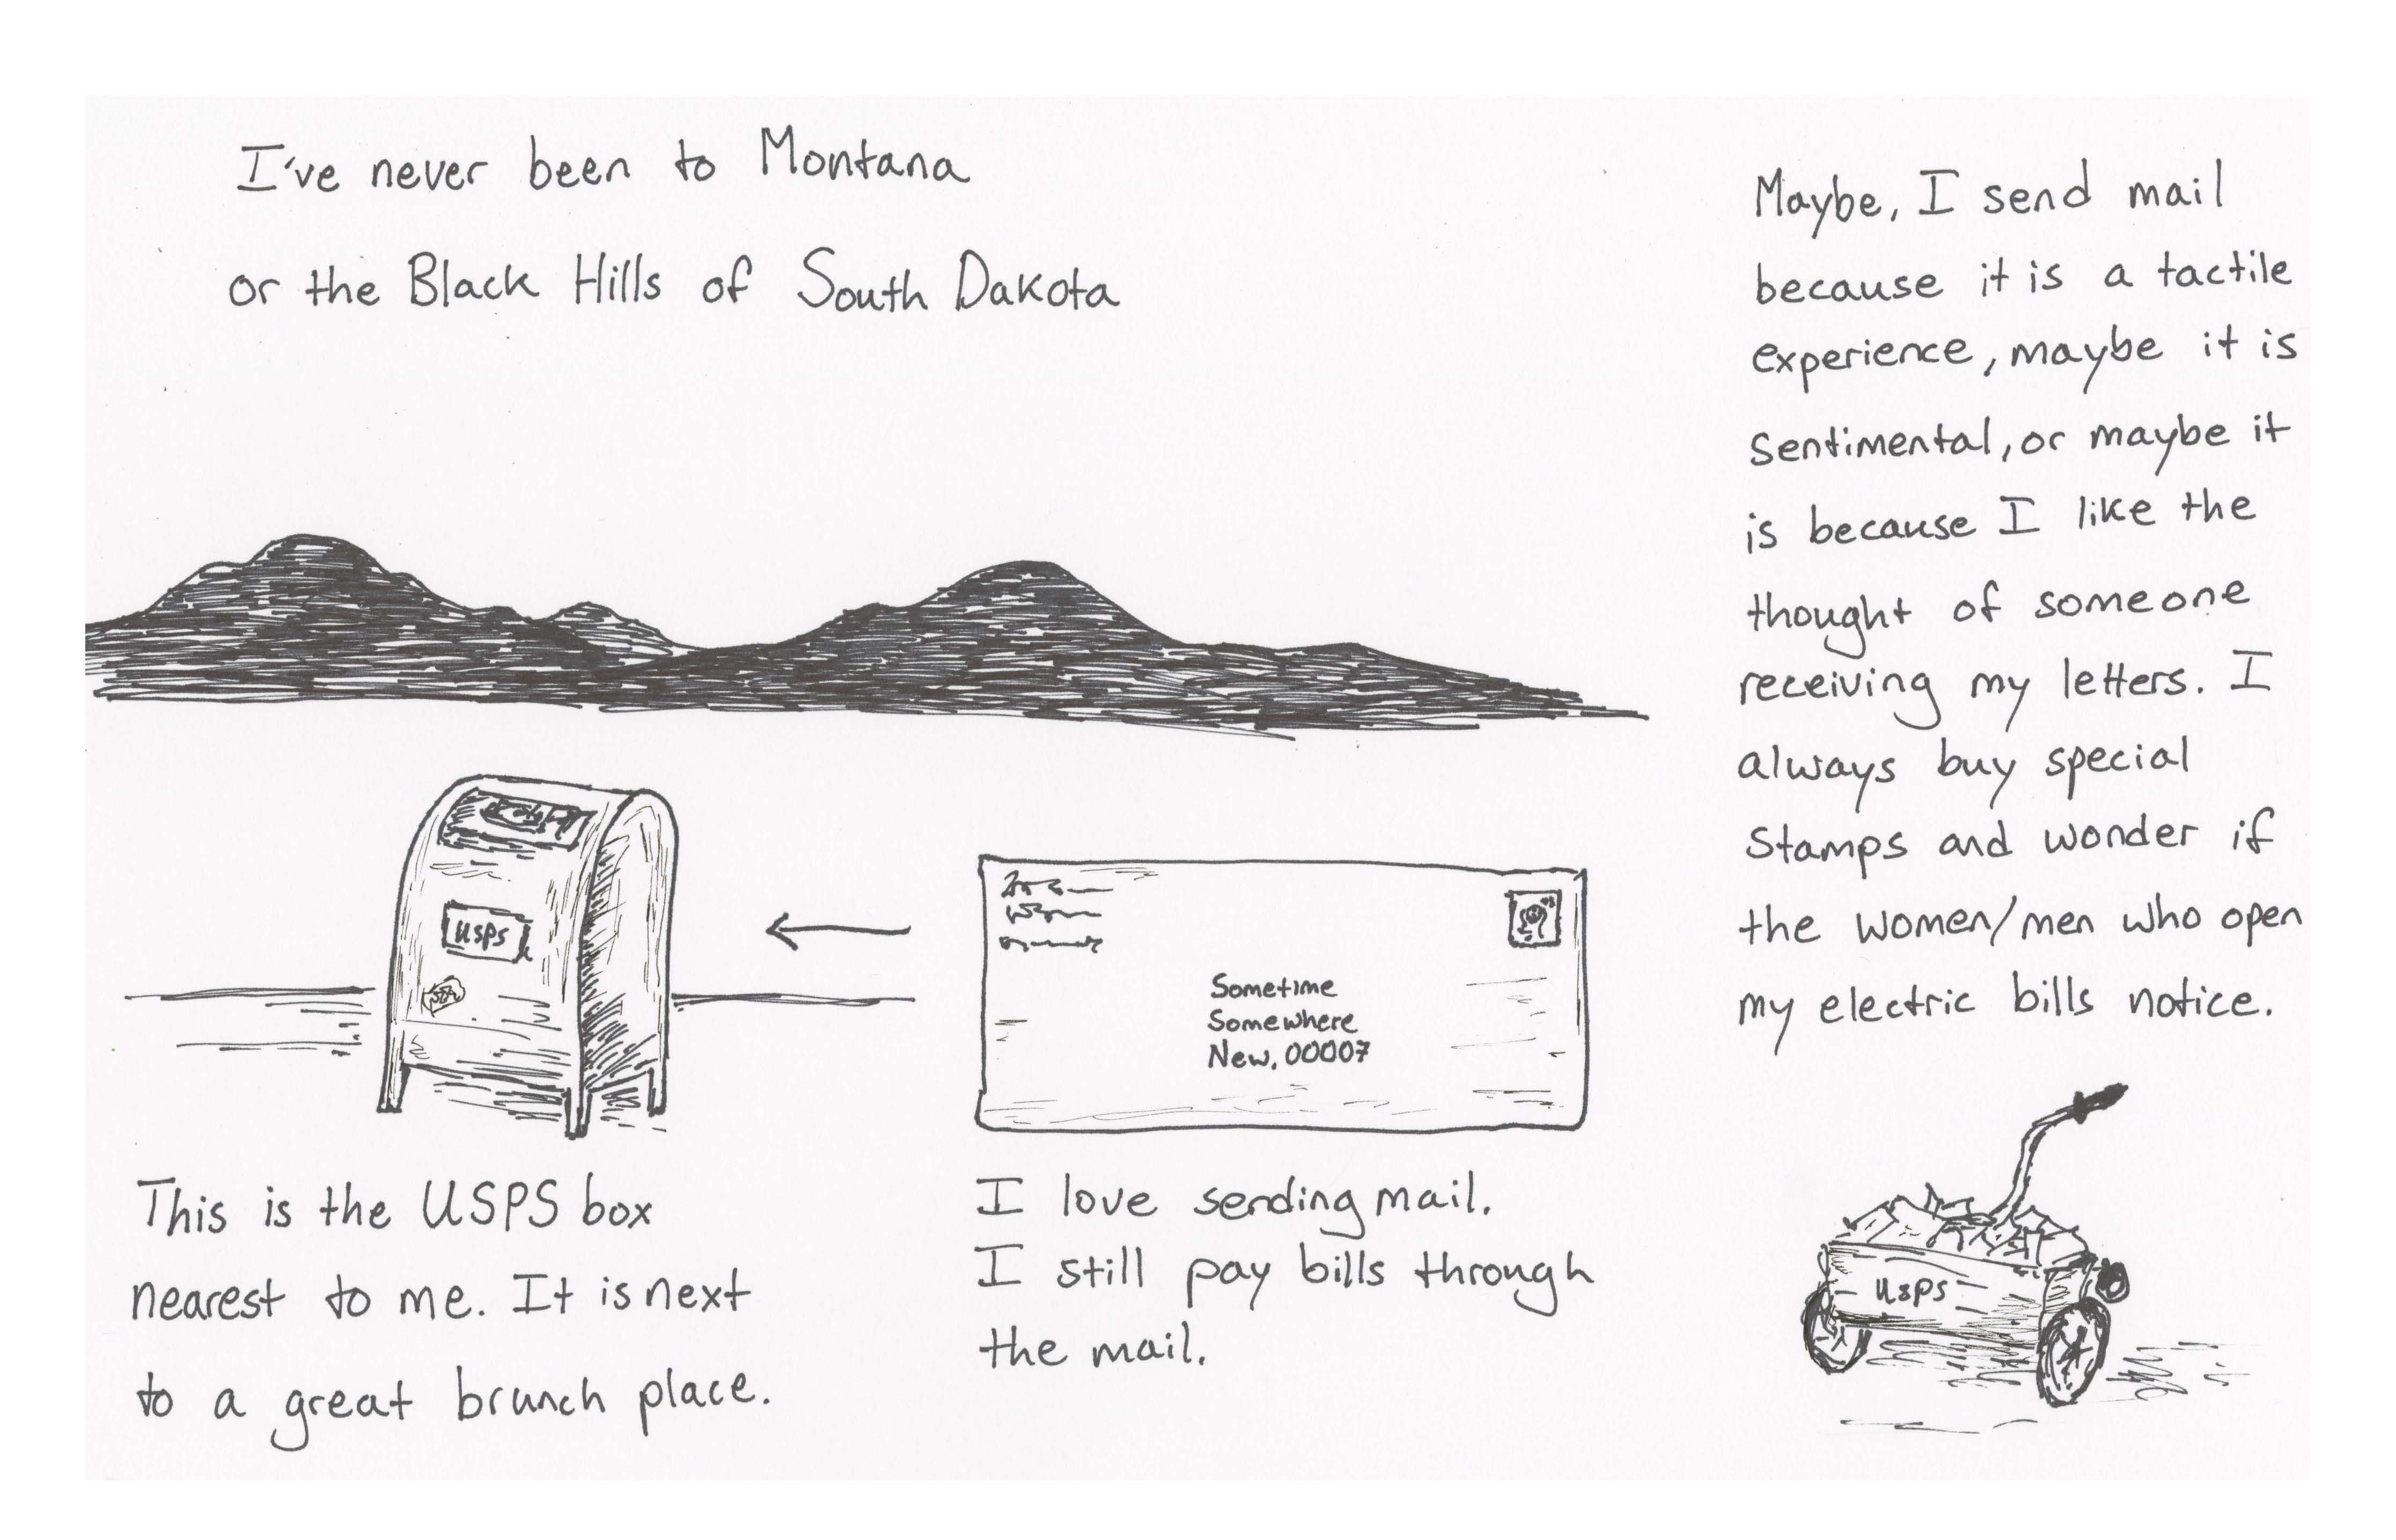 I've never been to Montana
or the Black Hills of South Dakota
usps
This is the USPS box
nearest to me. It is next
to a great brunch place.
Sometime
Somewhere
New, 00007
I love sending mail.
I still pay bills through
the mail.
Maybe, I send mail
because it is a tactile
experience, maybe it is
sentimental, or maybe it
is because I like the
thought of someone
receiving my letters. I
always buy special
stamps and wonder if
the women/men who open
my electric bills notice.
usps